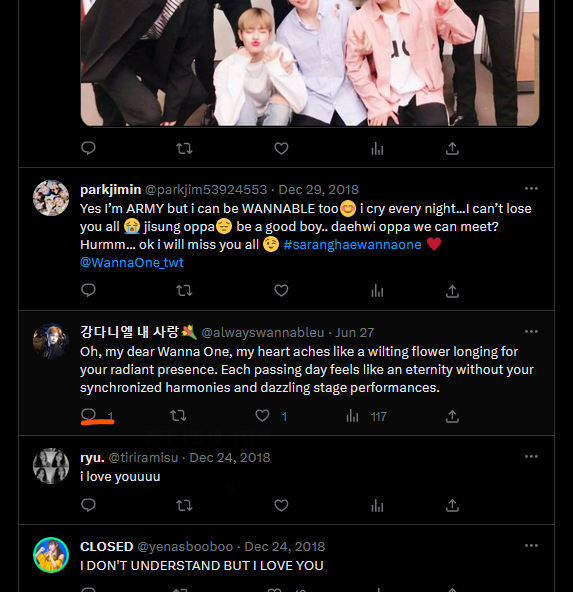 parkjimin @parkjim53924553 · Dec 29, 2018
Yes I'm ARMY but i can be WANNABLE too😊 i cry every night...I can't lose
you all 😭 jisung oppa😔 be a good boy.. daehwi oppa we can meet?
Hurmm... ok i will miss you all 😉 #saranghaewannaone ♥️
@WannaOne_twt
강다니엘 내 사랑💐 @alwayswannableu · Jun 27
Oh, my dear Wanna One, my heart aches like a wilting flower longing for
your radiant presence. Each passing day feels like an eternity without your
synchronized harmonies and dazzling stage performances.
1 1 117
ryu. @tiriramisu · Dec 24, 2018
i love youuuu
CLOSED @yenasbooboo · Dec 24, 2018
I DON'T UNDERSTAND BUT I LOVE YOU